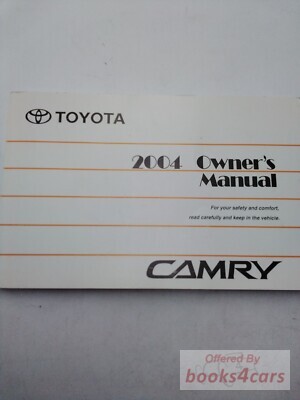 TOYOTA
2004 Owner's
Manual
For your safety and comfort,
read carefully and keep in the vehicle.
CAMRY
Offered By
books4cars